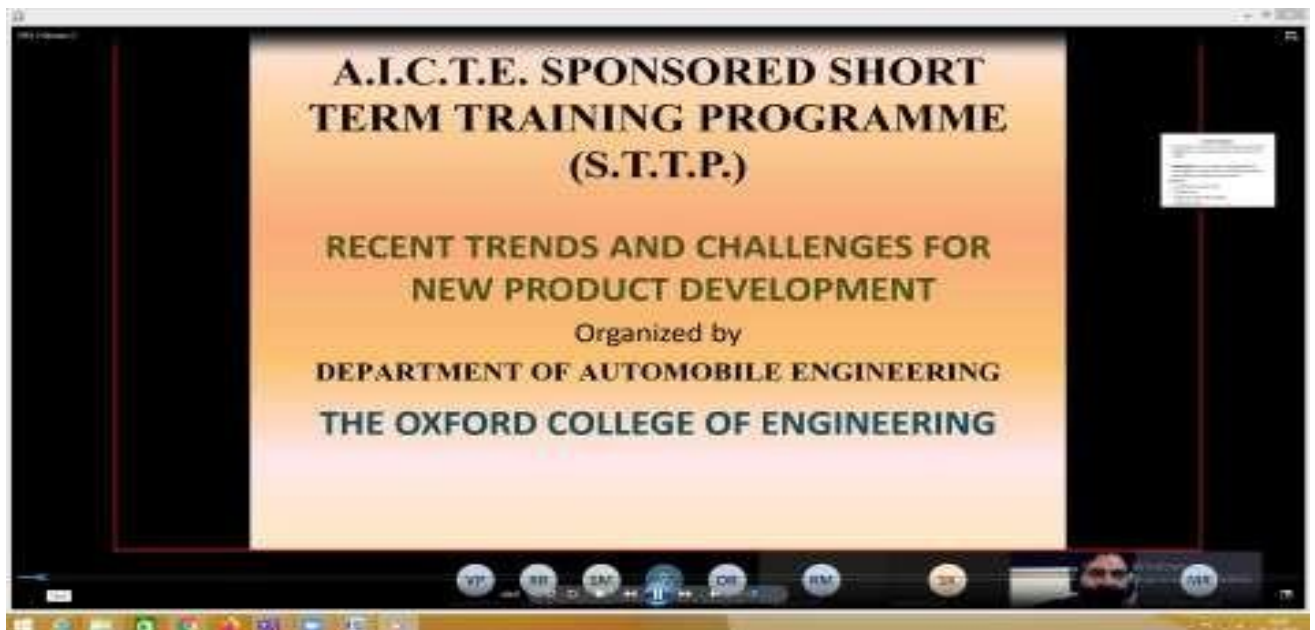 A.I.C.T.E. SPONSORED SHORT
TERM TRAINING PROGRAMME
(S.T.T.P.)
RECENT TRENDS AND CHALLENGES FOR
NEW PRODUCT DEVELOPMENT
Organized by
DEPARTMENT OF AUTOMOBILE ENGINEERING
THE OXFORD COLLEGE OF ENGINEERING
VP RR SM OR RM SK MR